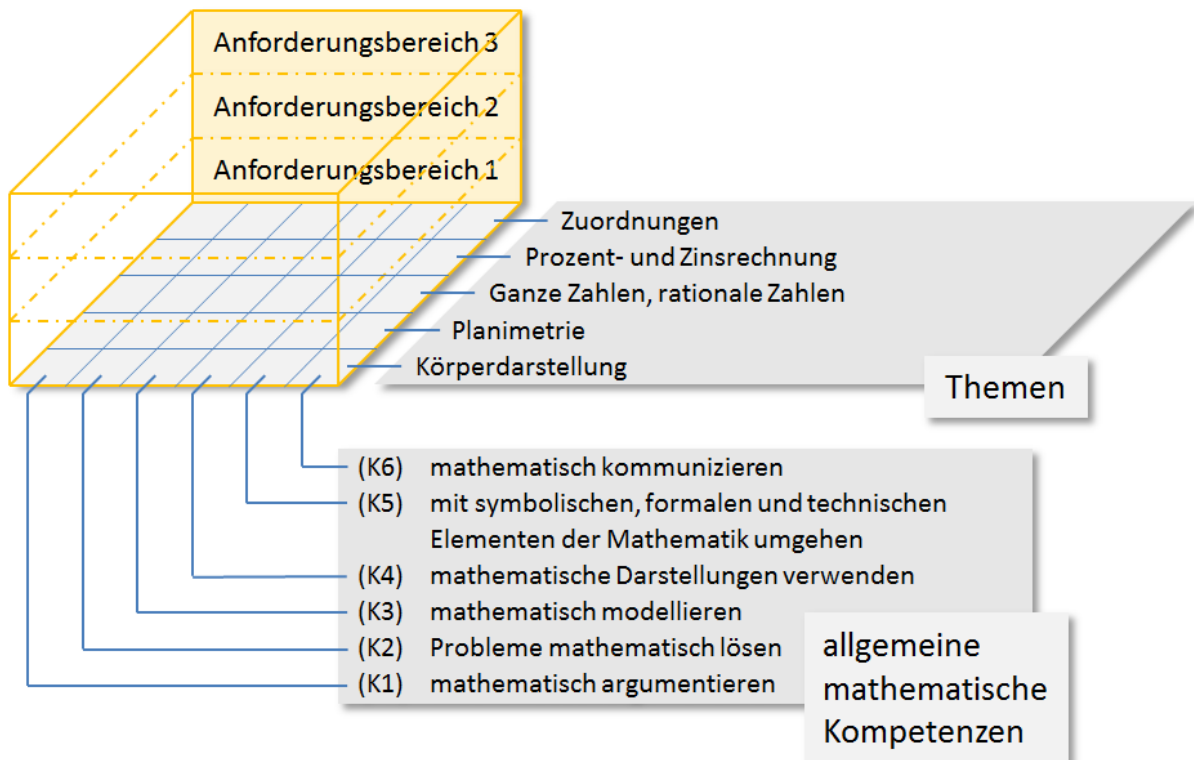 Anforderungsbereich 3
Anforderungsbereich 2
Anforderungsbereich 1
Zuordnungen
Prozent- und Zinsrechnung
Ganze Zahlen, rationale Zahlen
Planimetrie
Körperdarstellung
Themen
(K6) mathematisch kommunizieren
(K5) mit symbolischen, formalen und technischen
Elementen der Mathematik umgehen
(K4) mathematische Darstellungen verwenden
(K3) mathematisch modellieren
(K2) Probleme mathematisch lösen
(K1) mathematisch argumentieren
allgemeine
mathematische
Kompetenzen